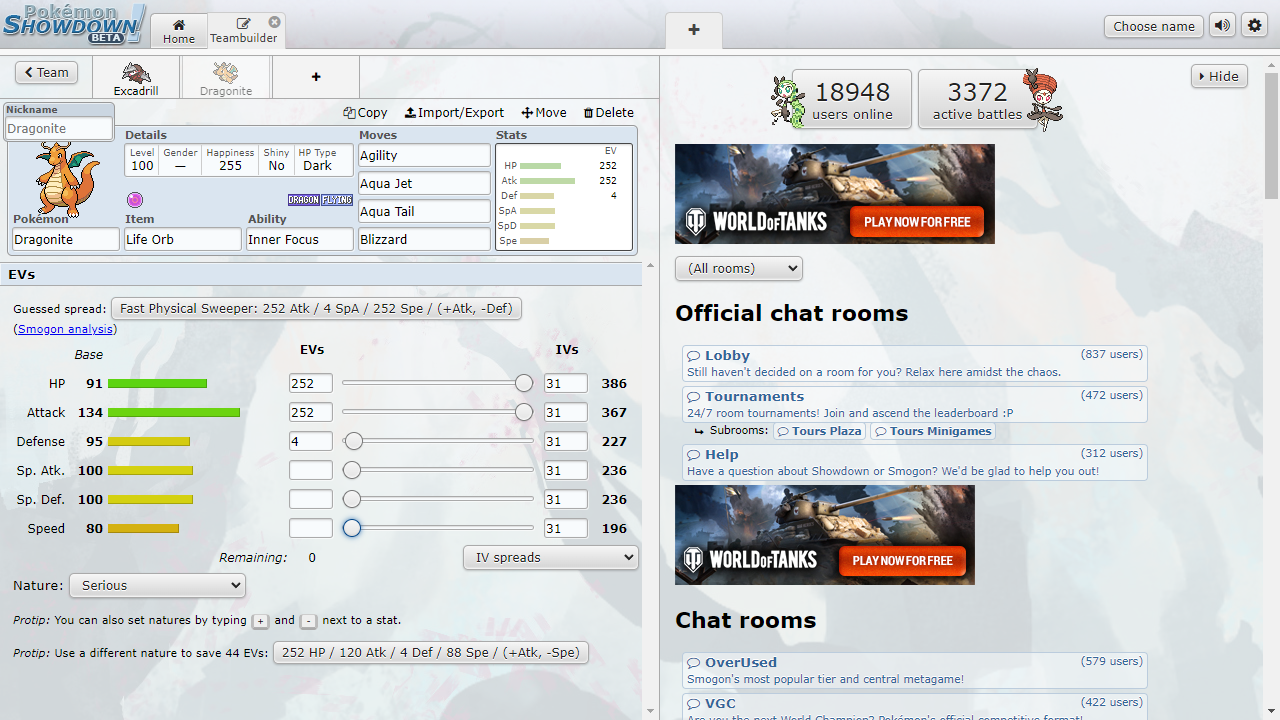 Pokémon
SHOWDOWN!
BETA
Home
Teambuilder
+
Choose name
Team
Excadrill
Dragonite
+
Copy
Import/Export
Move
Delete
Nickname
Dragonite
Details
Level
100
Gender
—
Happiness
255
Shiny
No
HP Type
Dark
DRAGON FLYING
Pokémon
Dragonite
Item
Life Orb
Ability
Inner Focus
Moves
Agility
Aqua Jet
Aqua Tail
Blizzard
Stats
EV
HP 252
Atk 252
Def 4
SpA
SpD
Spe
EVs
Guessed spread: Fast Physical Sweeper: 252 Atk / 4 SpA / 252 Spe / (+Atk, -Def)
(Smogon analysis)
Base EVs IVs
HP 91 252 31 386
Attack 134 252 31 367
Defense 95 4 31 227
Sp. Atk. 100 31 236
Sp. Def. 100 31 236
Speed 80 31 196
Remaining: 0 IV spreads
Nature: Serious
Protip: You can also set natures by typing + and - next to a stat.
Protip: Use a different nature to save 44 EVs: 252 HP / 120 Atk / 4 Def / 88 Spe / (+Atk, -Spe)
18948
users online
3372
active battles
Hide
WORLD OF TANKS PLAY NOW FOR FREE
(All rooms)
Official chat rooms
Lobby (837 users)
Still haven't decided on a room for you? Relax here amidst the chaos.
Tournaments (472 users)
24/7 room tournaments! Join and ascend the leaderboard :P
Subrooms: Tours Plaza Tours Minigames
Help (312 users)
Have a question about Showdown or Smogon? We'd be glad to help you out!
WORLD OF TANKS PLAY NOW FOR FREE
Chat rooms
OverUsed (579 users)
Smogon's most popular tier and central metagame!
VGC (422 users)
Are you the next World Champion? Pokémon's official competitive format!